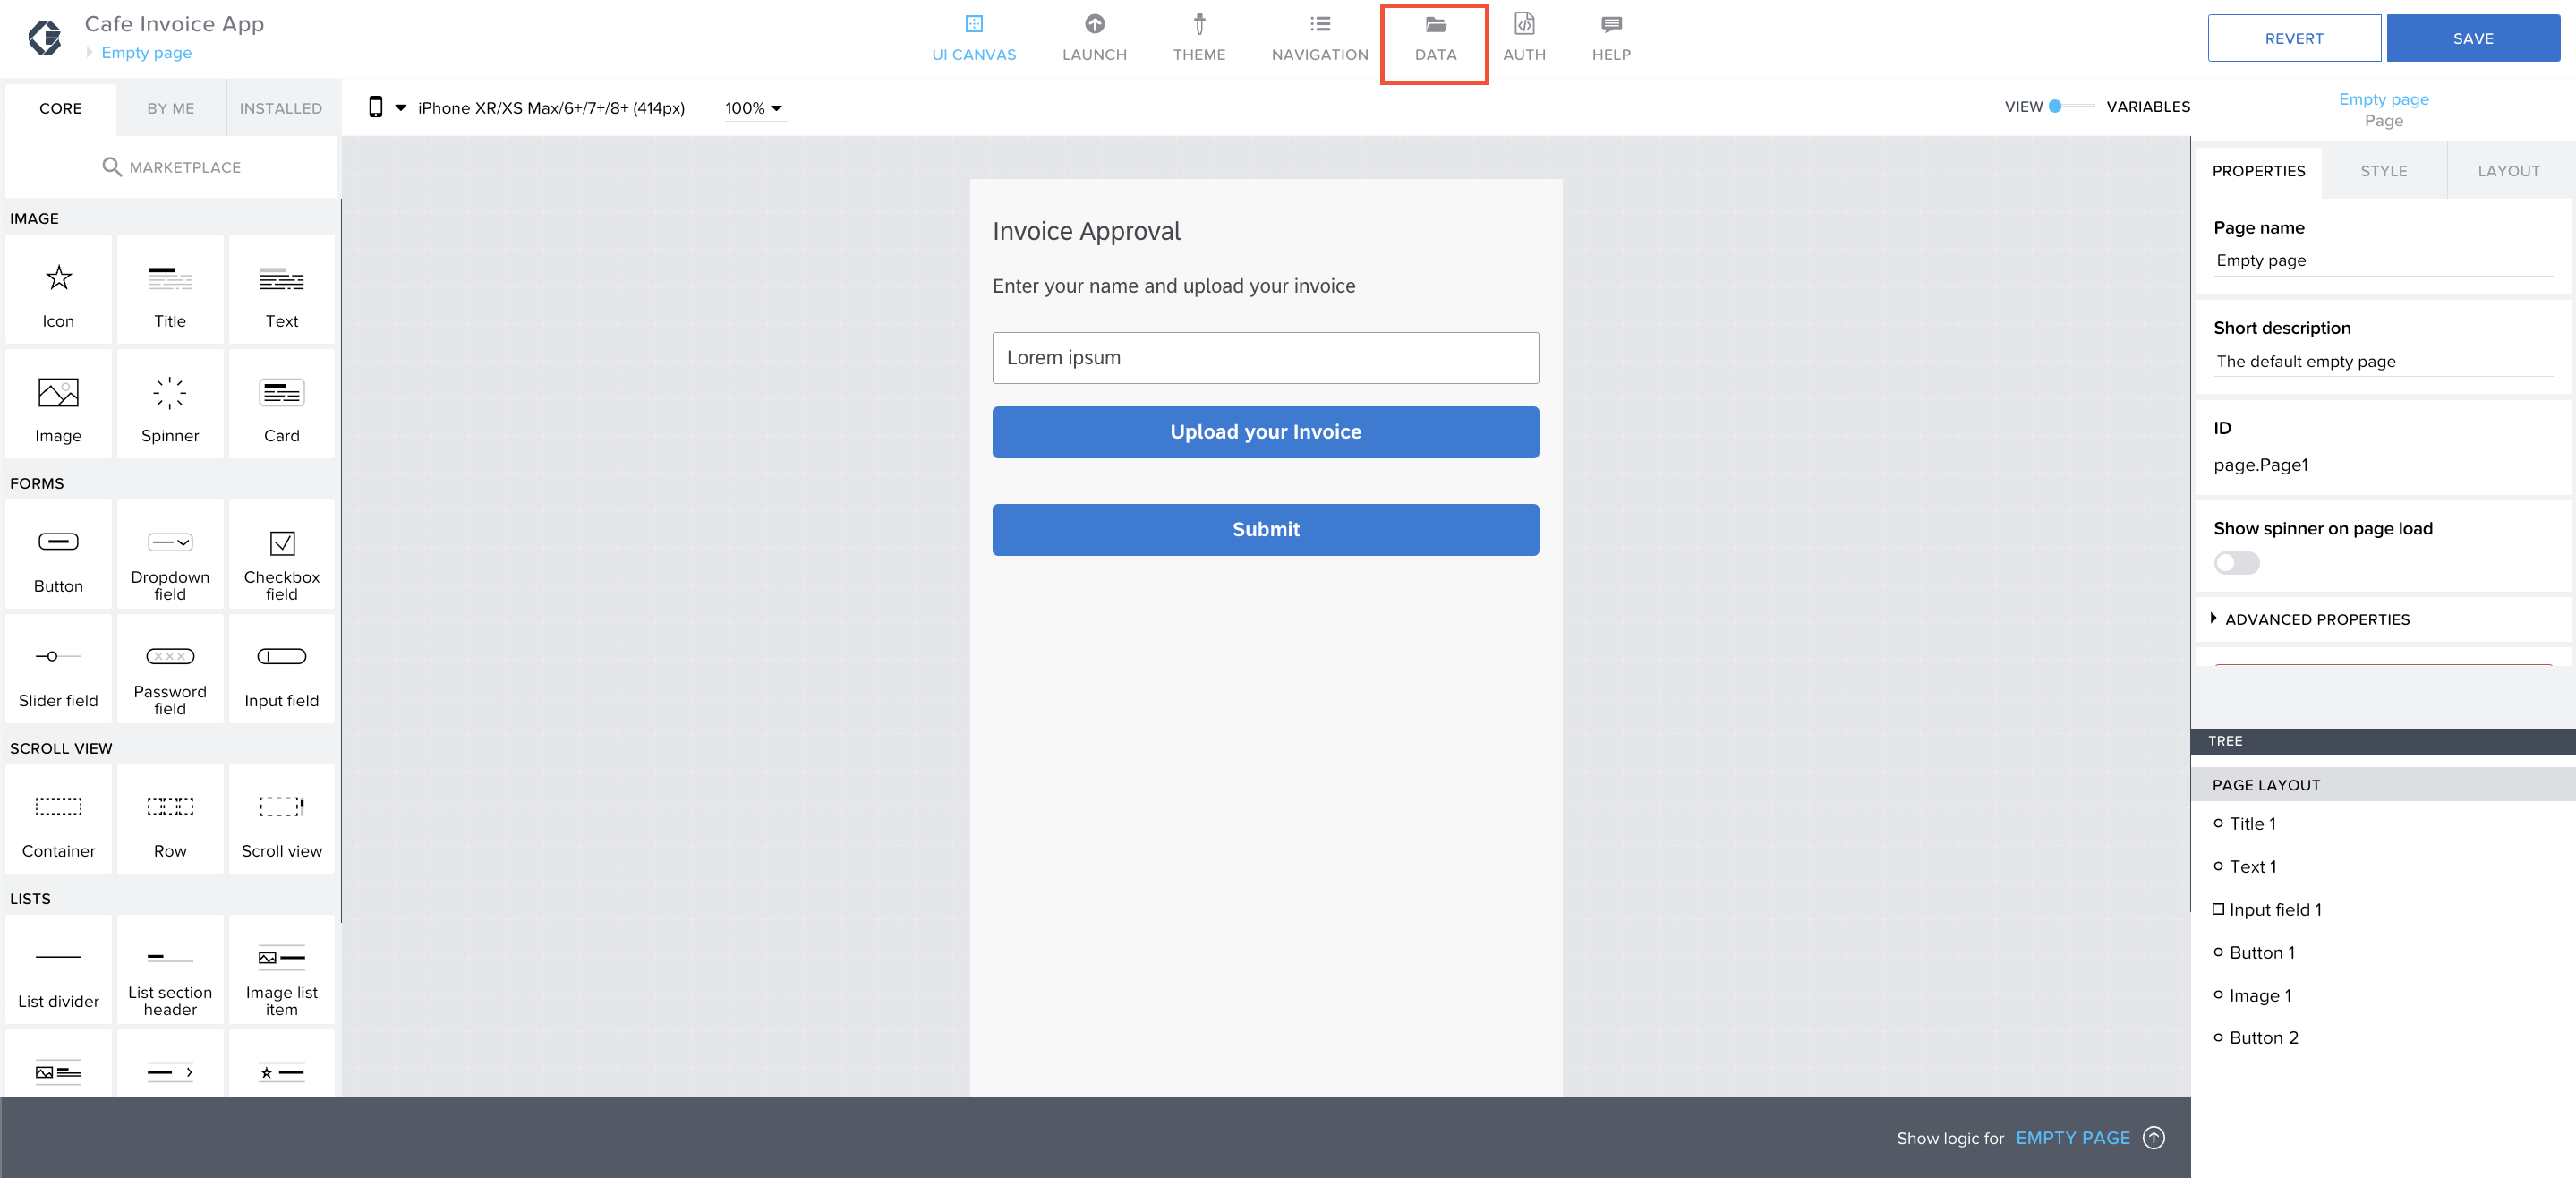 Cafe Invoice App
Empty page
UI CANVAS
LAUNCH
THEME
NAVIGATION
DATA
AUTH
HELP
REVERT
SAVE
CORE
BY ME
INSTALLED
MARKETPLACE
IMAGE
Icon
Title
Text
Image
Spinner
Card
FORMS
Button
Dropdown
field
Checkbox
field
Slider field
Password
field
Input field
SCROLL VIEW
Container
Row
Scroll view
LISTS
List divider
List section
header
Image list
item
iPhone XR/XS Max/6+/7+/8+ (414px)
100%
VIEW
VARIABLES
Invoice Approval
Enter your name and upload your invoice
Lorem ipsum
Upload your Invoice
Submit
Show logic for EMPTY PAGE
Empty page
Page
PROPERTIES
STYLE
LAYOUT
Page name
Empty page
Short description
The default empty page
ID
page.Page1
Show spinner on page load
ADVANCED PROPERTIES
TREE
PAGE LAYOUT
Title 1
Text 1
Input field 1
Button 1
Image 1
Button 2